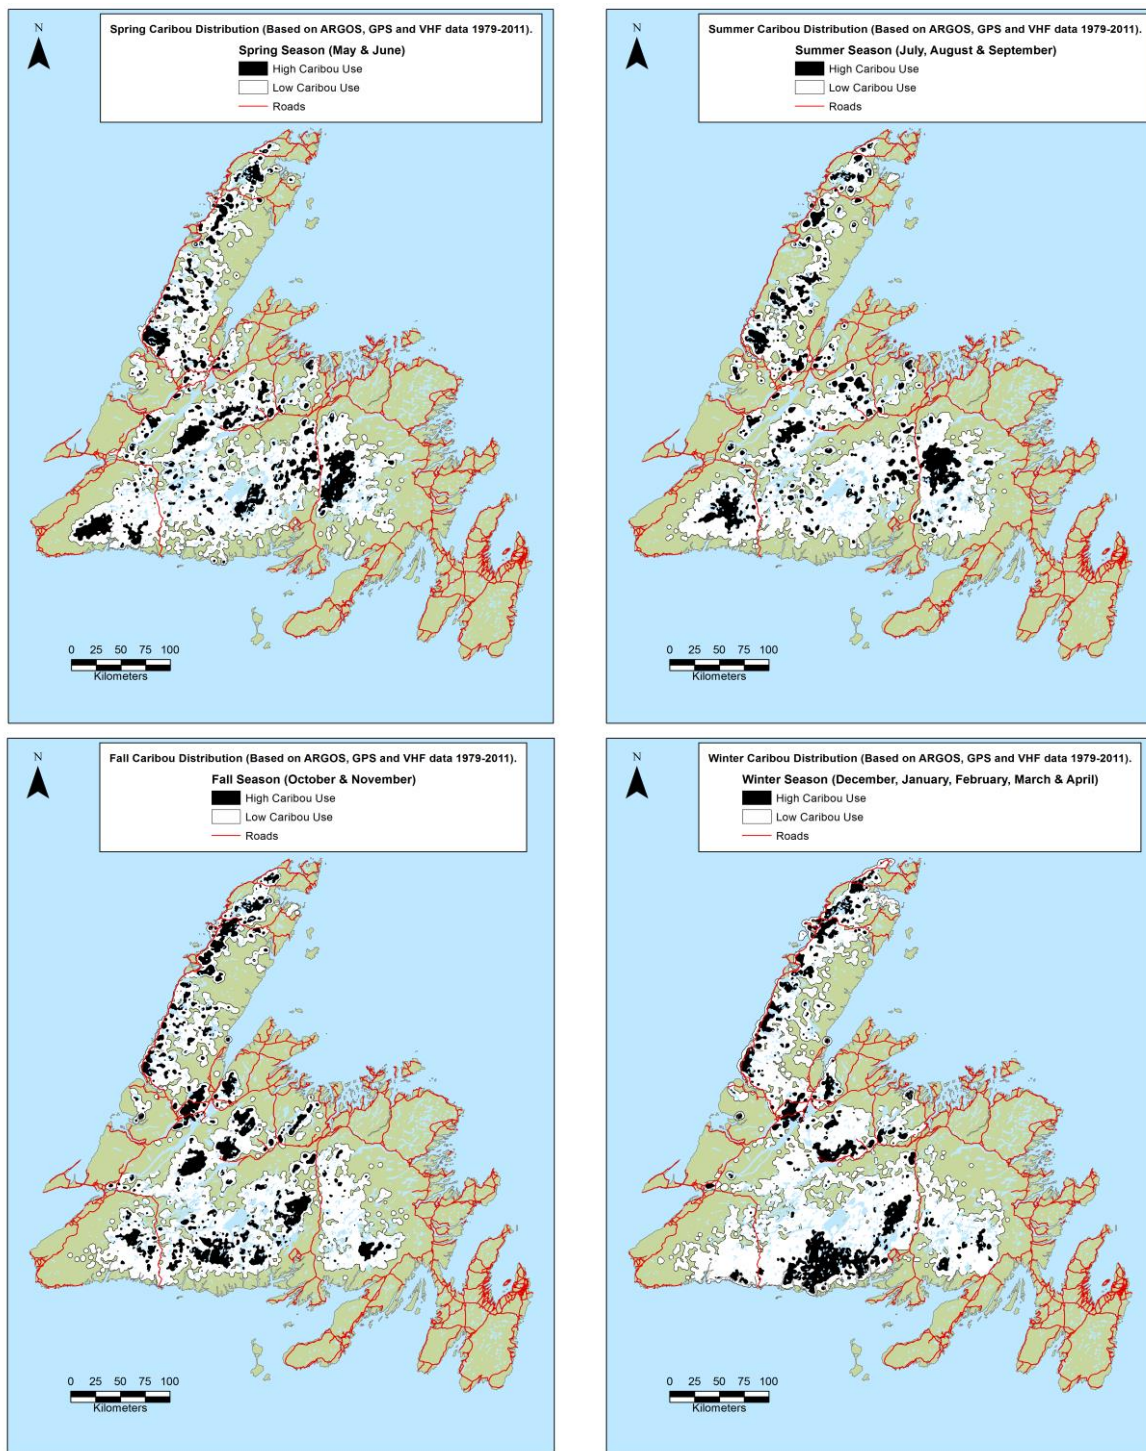 N
Spring Caribou Distribution (Based on ARGOS, GPS and VHF data 1979-2011).
Spring Season (May & June)
High Caribou Use
Low Caribou Use
Roads
0 25 50 75 100
Kilometers
N
Summer Caribou Distribution (Based on ARGOS, GPS and VHF data 1979-2011).
Summer Season (July, August & September)
High Caribou Use
Low Caribou Use
Roads
0 25 50 75 100
Kilometers
N
Fall Caribou Distribution (Based on ARGOS, GPS and VHF data 1979-2011).
Fall Season (October & November)
High Caribou Use
Low Caribou Use
Roads
0 25 50 75 100
Kilometers
N
Winter Caribou Distribution (Based on ARGOS, GPS and VHF data 1979-2011).
Winter Season (December, January, February, March & April)
High Caribou Use
Low Caribou Use
Roads
0 25 50 75 100
Kilometers